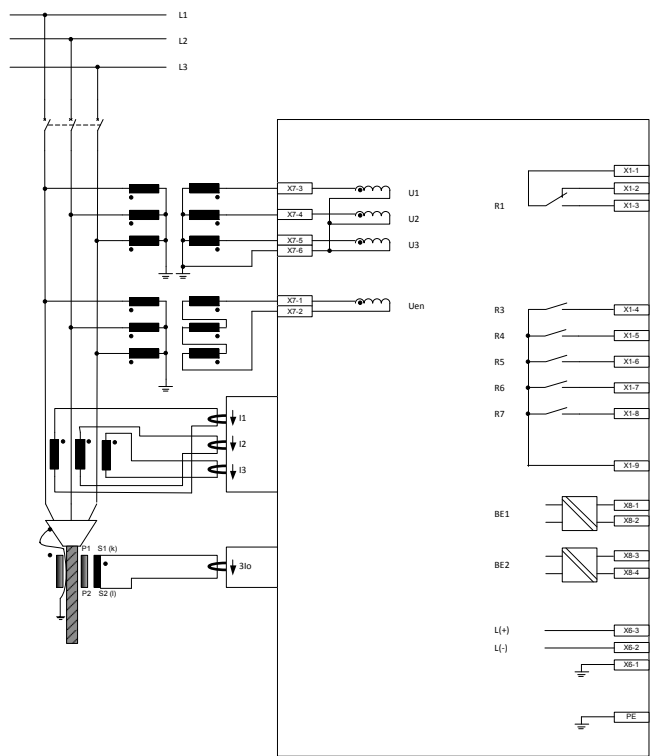 L1
L2
L3
X7-3
U1
X7-4
U2
X7-5
U3
X7-6
X7-1
Uen
X7-2
I1
I2
I3
P1 S1 (k)
P2 S2 (l)
3Io
X1-1
X1-2
R1
X1-3
R3
X1-4
R4
X1-5
R5
X1-6
R6
X1-7
R7
X1-8
X1-9
BE1
X8-1
X8-2
BE2
X8-3
X8-4
L(+)
X6-3
L(-)
X6-2
X6-1
PE